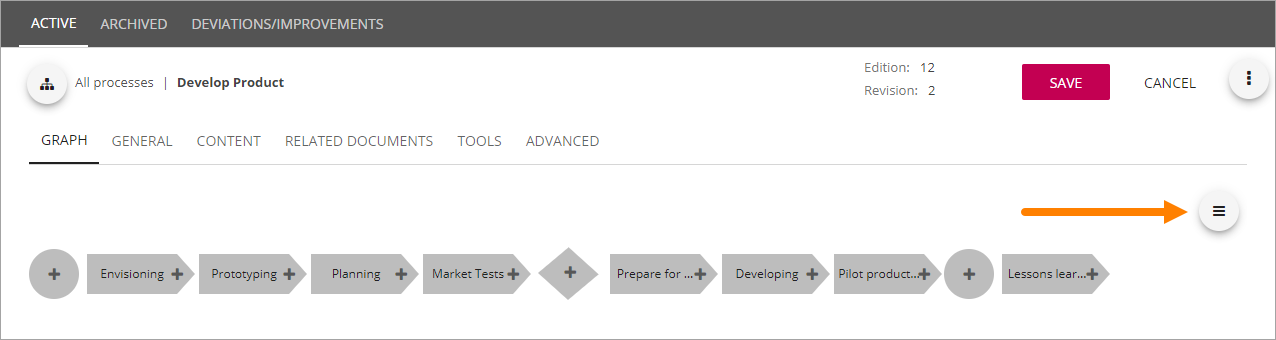 ACTIVE ARCHIVED DEVIATIONS/IMPROVEMENTS
All processes | Develop Product
Edition: 12
Revision: 2
SAVE CANCEL
GRAPH GENERAL CONTENT RELATED DOCUMENTS TOOLS ADVANCED
Envisioning Prototyping Planning Market Tests Prepare for ... Developing Pilot product... Lessons lear...